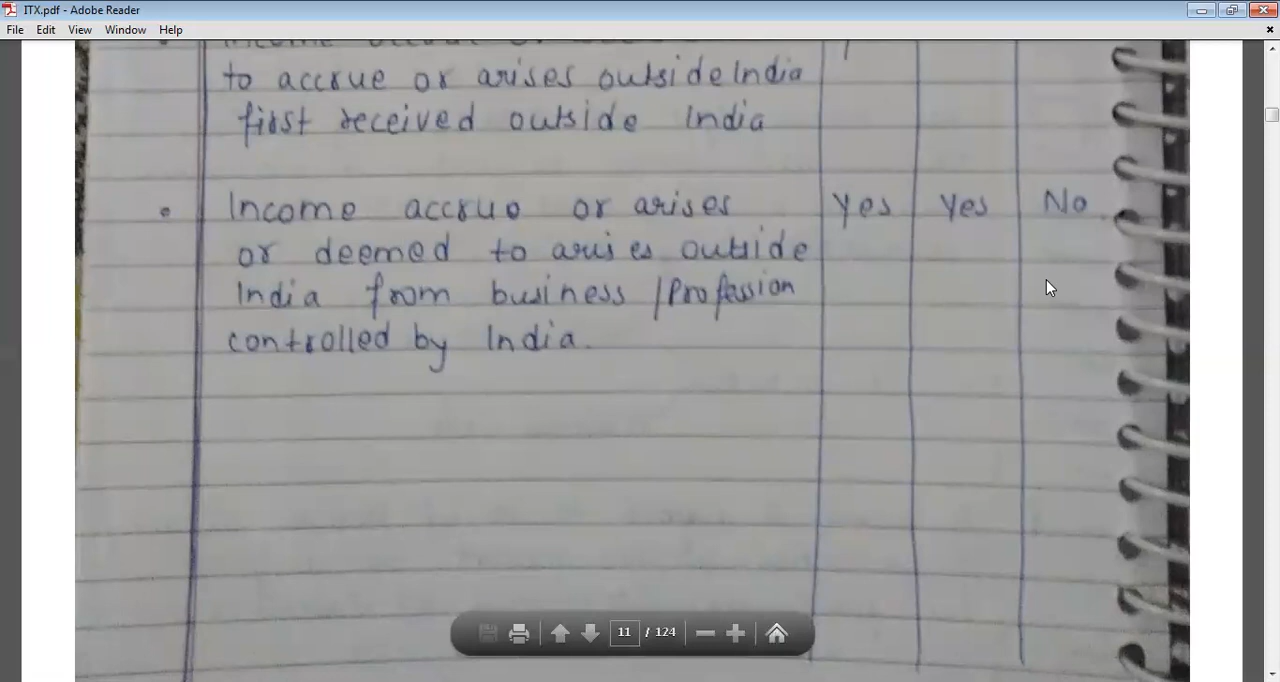 ITX.pdf - Adobe Reader
File Edit View Window Help
to accrue or arises outside India
first received outside India
• Income accrue or arises Yes Yes No
or deemed to arises outside
India from business / Profession
controlled by India.
11 / 124